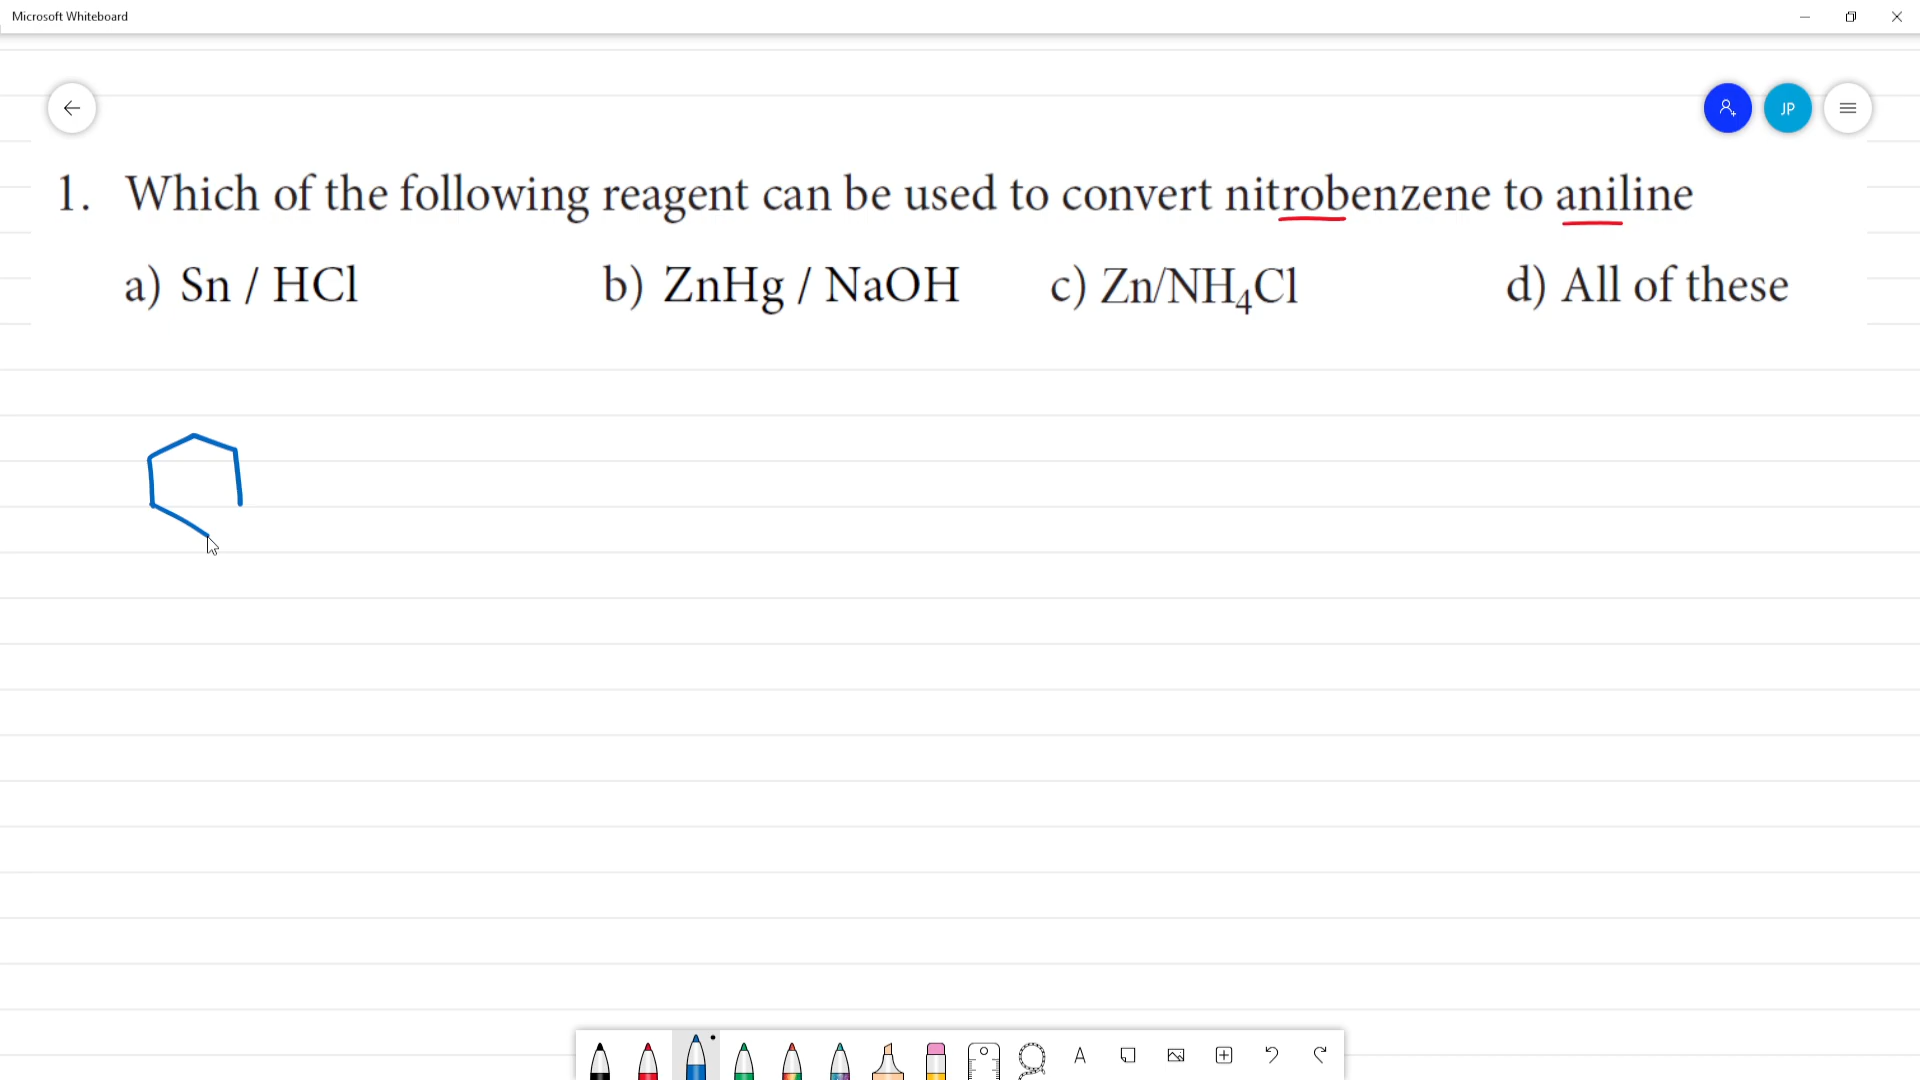 Microsoft Whiteboard
JP
1. Which of the following reagent can be used to convert nitrobenzene to aniline
a) Sn / HCl b) ZnHg / NaOH c) Zn/NH₄Cl d) All of these
A